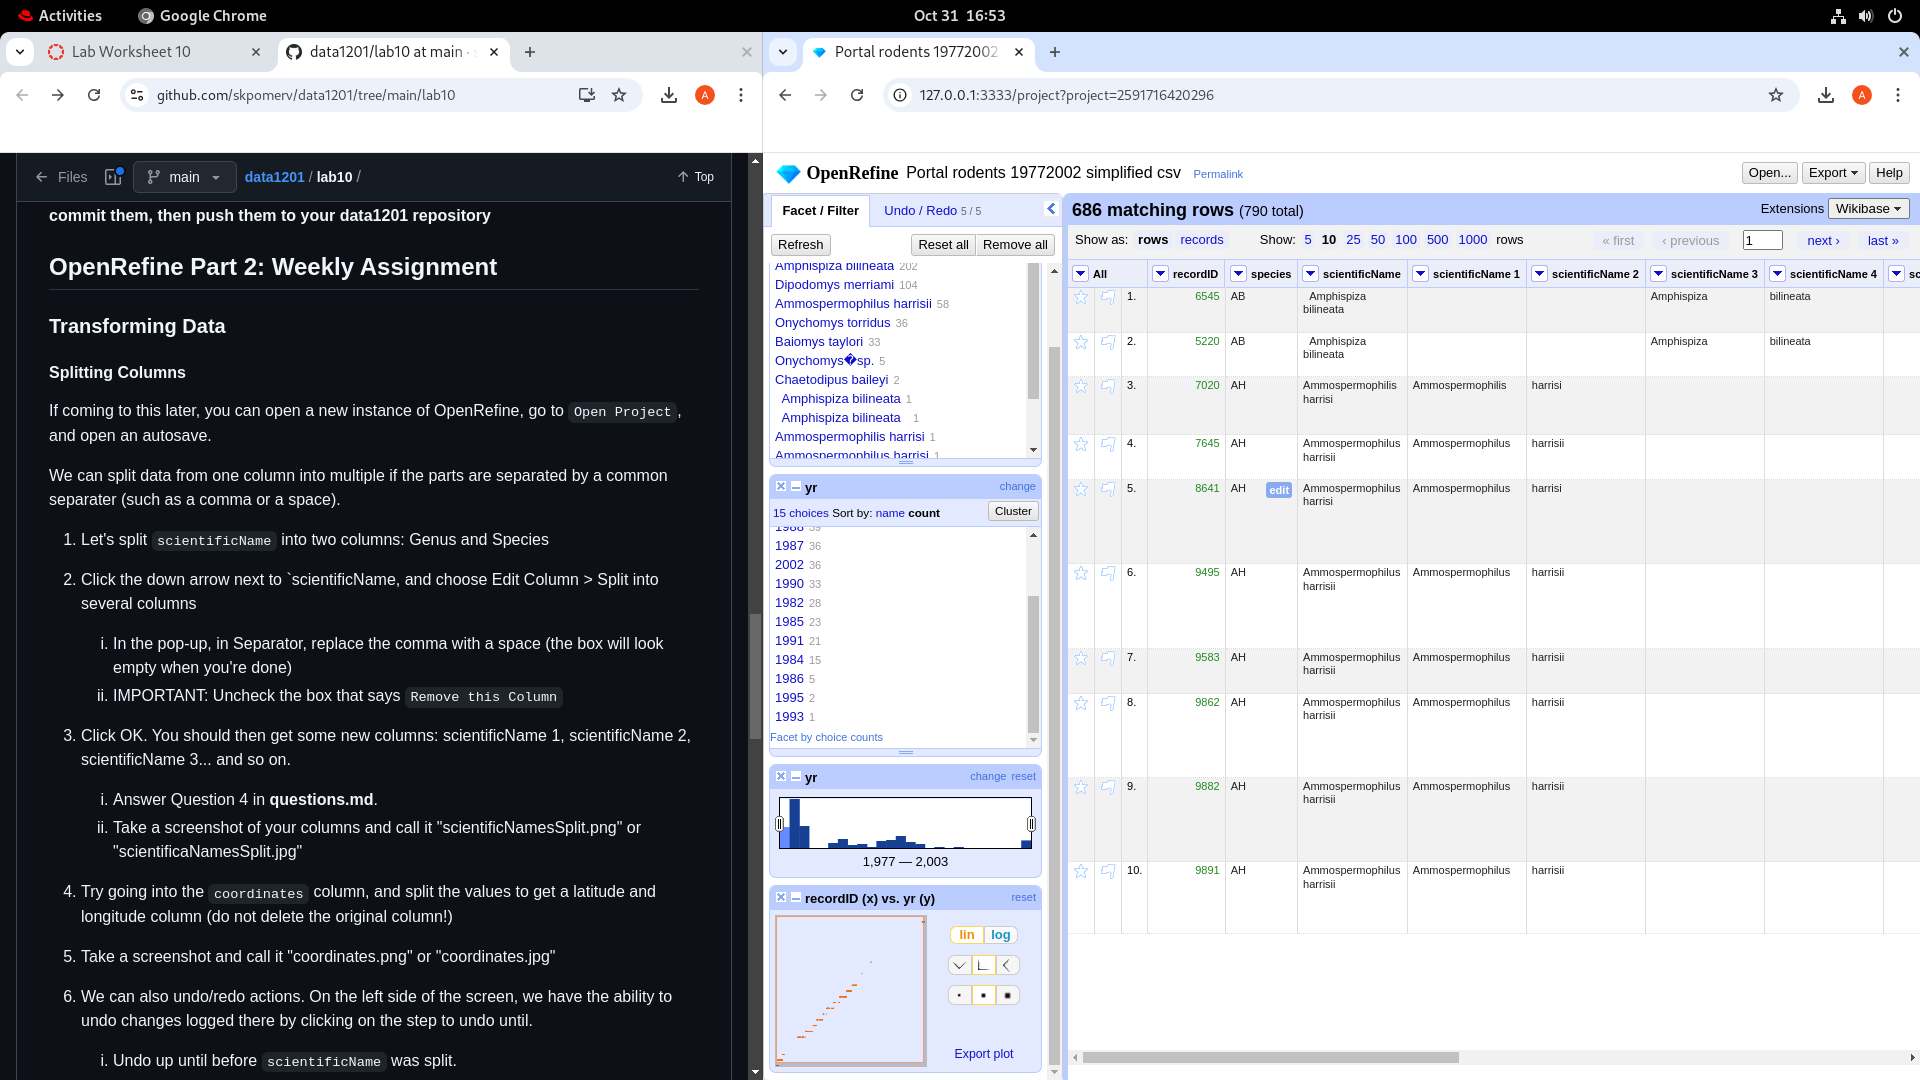 Activities
Google Chrome
Oct 31 16:53
Lab Worksheet 10
data1201/lab10 at main ·
github.com/skpomerv/data1201/tree/main/lab10
A
Portal rodents 19772002
127.0.0.1:3333/project?project=2591716420296
A
Files
main
data1201 / lab10 /
Top
commit them, then push them to your data1201 repository
OpenRefine Part 2: Weekly Assignment
Transforming Data
Splitting Columns
If coming to this later, you can open a new instance of OpenRefine, go to Open Project,
and open an autosave.
We can split data from one column into multiple if the parts are separated by a common
separater (such as a comma or a space).
1. Let's split scientificName into two columns: Genus and Species
2. Click the down arrow next to `scientificName, and choose Edit Column > Split into
several columns
i. In the pop-up, in Separator, replace the comma with a space (the box will look
empty when you're done)
ii. IMPORTANT: Uncheck the box that says Remove this Column
3. Click OK. You should then get some new columns: scientificName 1, scientificName 2,
scientificName 3... and so on.
i. Answer Question 4 in questions.md.
ii. Take a screenshot of your columns and call it "scientificNamesSplit.png" or
"scientificaNamesSplit.jpg"
4. Try going into the coordinates column, and split the values to get a latitude and
longitude column (do not delete the original column!)
5. Take a screenshot and call it "coordinates.png" or "coordinates.jpg"
6. We can also undo/redo actions. On the left side of the screen, we have the ability to
undo changes logged there by clicking on the step to undo until.
i. Undo up until before scientificName was split.
OpenRefine Portal rodents 19772002 simplified csv Permalink
Open... Export Help
Facet / Filter Undo / Redo 5 / 5
Refresh Reset all Remove all
Amphispiza bilineata 202
Dipodomys merriami 104
Ammospermophilus harrisii 58
Onychomys torridus 36
Baiomys taylori 33
Onychomys�sp. 5
Chaetodipus baileyi 2
Amphispiza bilineata 1
Amphispiza bilineata 1
Ammospermophilis harrisi 1
Ammospermophilus harrisi 1
yr change
15 choices Sort by: name count Cluster
1988 39
1987 36
2002 36
1990 33
1982 28
1985 23
1991 21
1984 15
1986 5
1995 2
1993 1
Facet by choice counts
yr change reset
1,977 — 2,003
recordID (x) vs. yr (y) reset
lin log
Export plot
686 matching rows (790 total)
Extensions Wikibase
Show as: rows records Show: 5 10 25 50 100 500 1000 rows
« first ‹ previous 1 next › last »
All recordID species scientificName scientificName 1 scientificName 2 scientificName 3 scientificName 4 sc
1. 6545 AB Amphispiza bilineata Amphispiza bilineata
2. 5220 AB Amphispiza bilineata Amphispiza bilineata
3. 7020 AH Ammospermophilis harrisi Ammospermophilis harrisi
4. 7645 AH Ammospermophilus harrisii Ammospermophilus harrisii
5. 8641 AH edit Ammospermophilus harrisi Ammospermophilus harrisi
6. 9495 AH Ammospermophilus harrisii Ammospermophilus harrisii
7. 9583 AH Ammospermophilus harrisii Ammospermophilus harrisii
8. 9862 AH Ammospermophilus harrisii Ammospermophilus harrisii
9. 9882 AH Ammospermophilus harrisii Ammospermophilus harrisii
10. 9891 AH Ammospermophilus harrisii Ammospermophilus harrisii